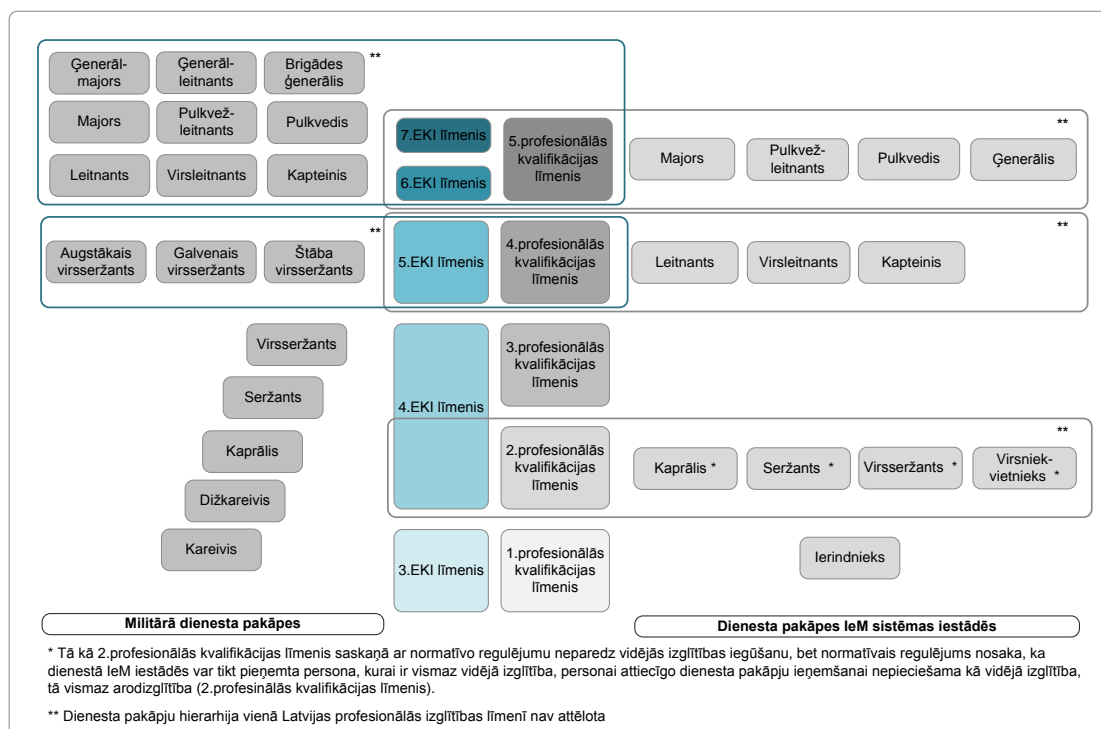 Ģenerāl-
majors
Ģenerāl-
leitnants
Brigādes
ģenerālis
**
Majors
Pulkvež-
leitnants
Pulkvedis
Leitnants
Virsleitnants
Kapteinis
7.EKI līmenis
6.EKI līmenis
5.profesionālās
kvalifikācijas
līmenis
Majors
Pulkvež-
leitnants
Pulkvedis
Ģenerālis
**
Augstākais
virsseržants
Galvenais
virsseržants
Štāba
virsseržants
**
5.EKI līmenis
4.profesionālās
kvalifikācijas
līmenis
Leitnants
Virsleitnants
Kapteinis
**
Virsseržants
Seržants
Kaprālis
Dižkareivis
Kareivis
4.EKI līmenis
3.profesionālās
kvalifikācijas
līmenis
2.profesionālās
kvalifikācijas
līmenis
Kaprālis *
Seržants *
Virsseržants *
Virsniek-
vietnieks *
**
3.EKI līmenis
1.profesionālās
kvalifikācijas
līmenis
Ierindnieks
Militārā dienesta pakāpes
Dienesta pakāpes IeM sistēmas iestādēs
* Tā kā 2.profesionālās kvalifikācijas līmenis saskaņā ar normatīvo regulējumu neparedz vidējās izglītības iegūšanu, bet normatīvais regulējums nosaka, ka
dienestā IeM iestādēs var tikt pieņemta persona, kurai ir vismaz vidējā izglītība, personai attiecīgo dienesta pakāpju ieņemšanai nepieciešama kā vidējā izglītība,
tā vismaz arodizglītība (2.profesinālās kvalifikācijas līmenis).
** Dienesta pakāpju hierarhija vienā Latvijas profesionālās izglītības līmenī nav attēlota